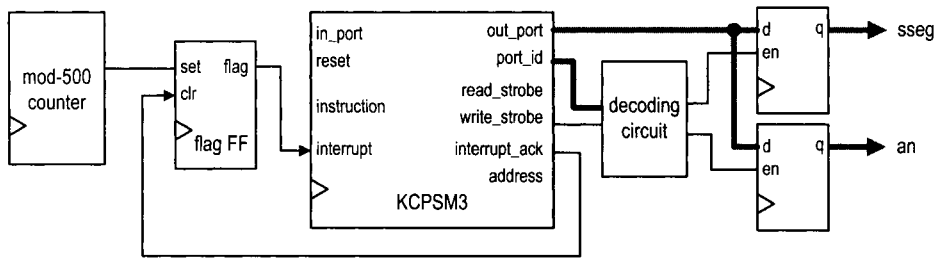 mod-500
counter
set
flag
clr
flag FF
in_port
reset
instruction
interrupt
out_port
port_id
read_strobe
write_strobe
interrupt_ack
address
KCPSM3
decoding
circuit
d
q
en
sseg
d
q
en
an